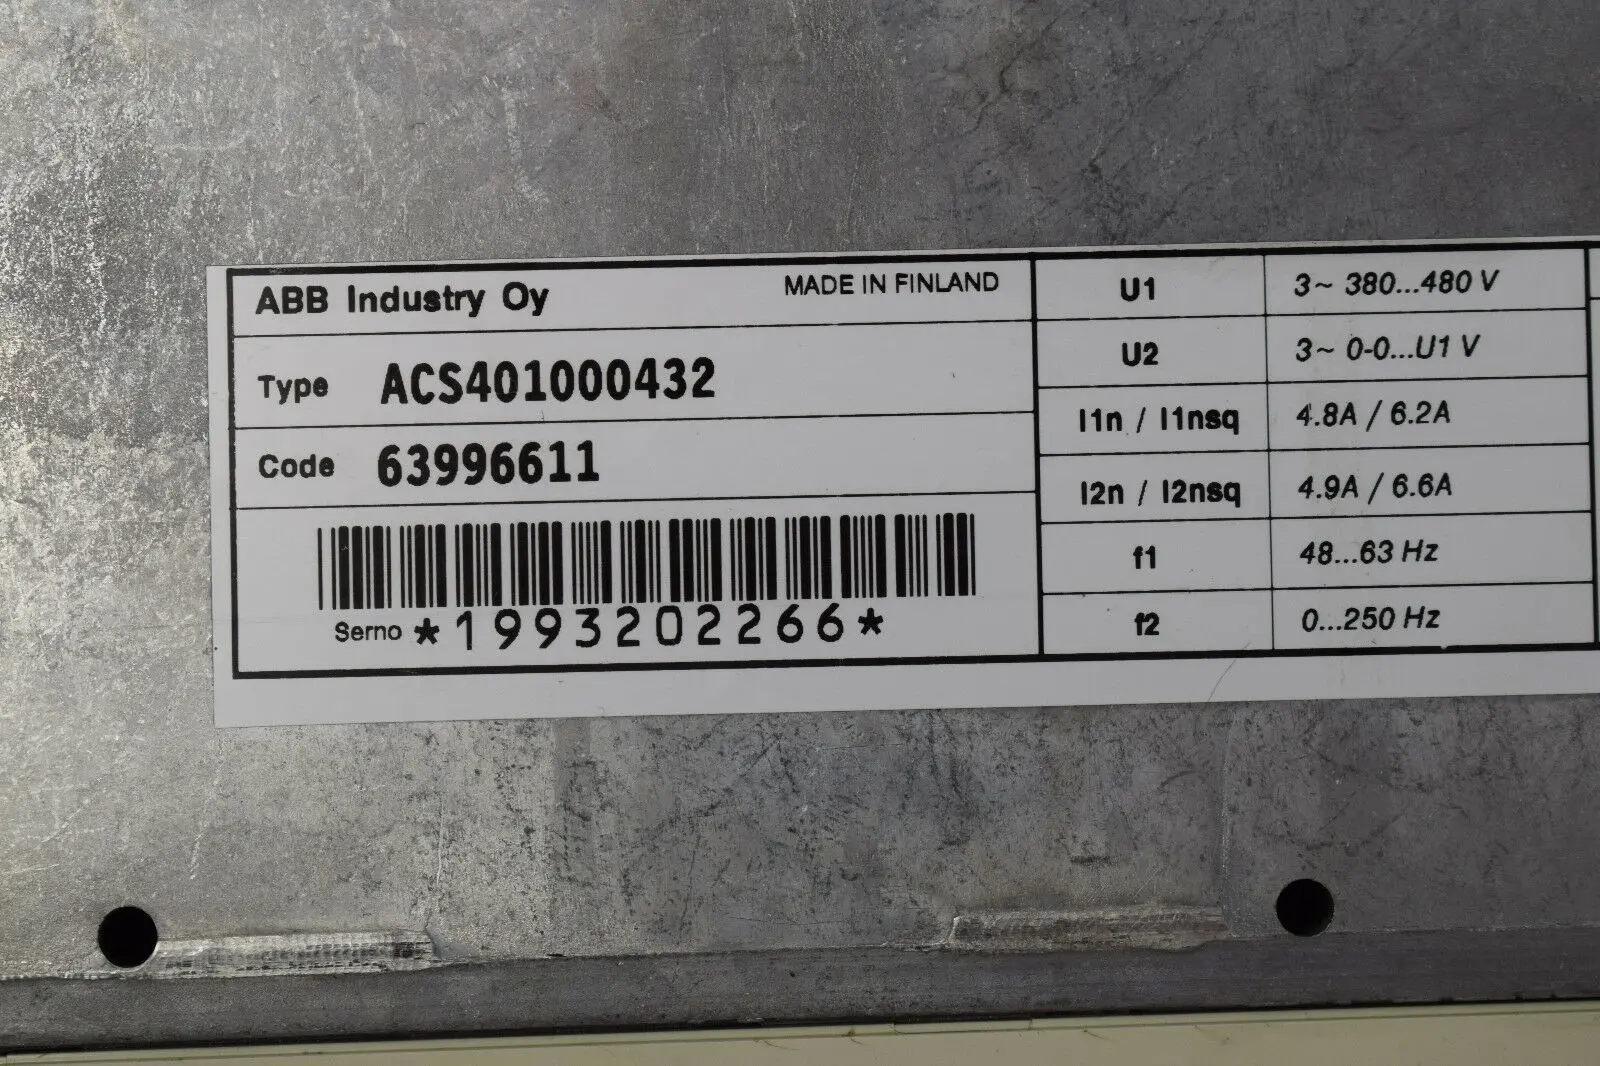 ABB Industry Oy MADE IN FINLAND
Type ACS401000432
Code 63996611
Serno *1993202266*
U1 3~ 380...480 V
U2 3~ 0-0...U1 V
I1n / I1nsq 4.8A / 6.2A
I2n / I2nsq 4.9A / 6.6A
f1 48...63 Hz
f2 0...250 Hz